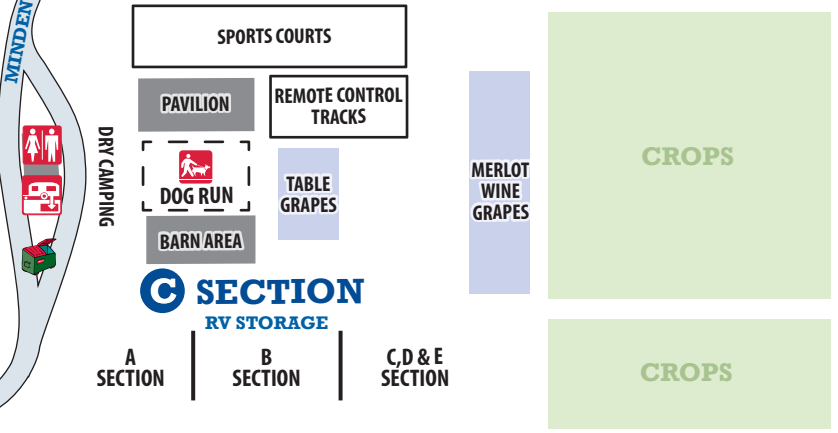 MINDEN
SPORTS COURTS
PAVILION
REMOTE CONTROL
TRACKS
DRY CAMPING
DOG RUN
TABLE
GRAPES
MERLOT
WINE
GRAPES
CROPS
BARN AREA
C SECTION
RV STORAGE
A
SECTION
B
SECTION
C,D & E
SECTION
CROPS